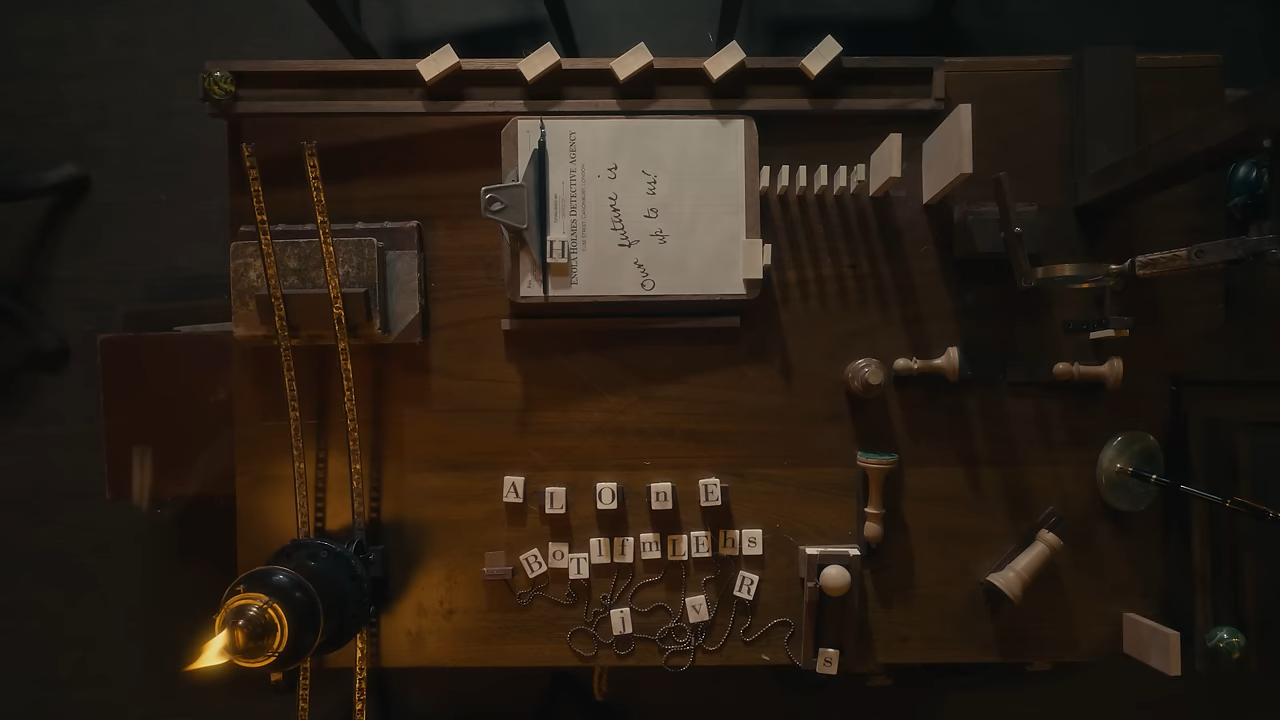 H
ENOLA HOLMES DETECTIVE AGENCY
Our future is
up to us!
A L O n E
B o T l f m L E h s
j v R
s